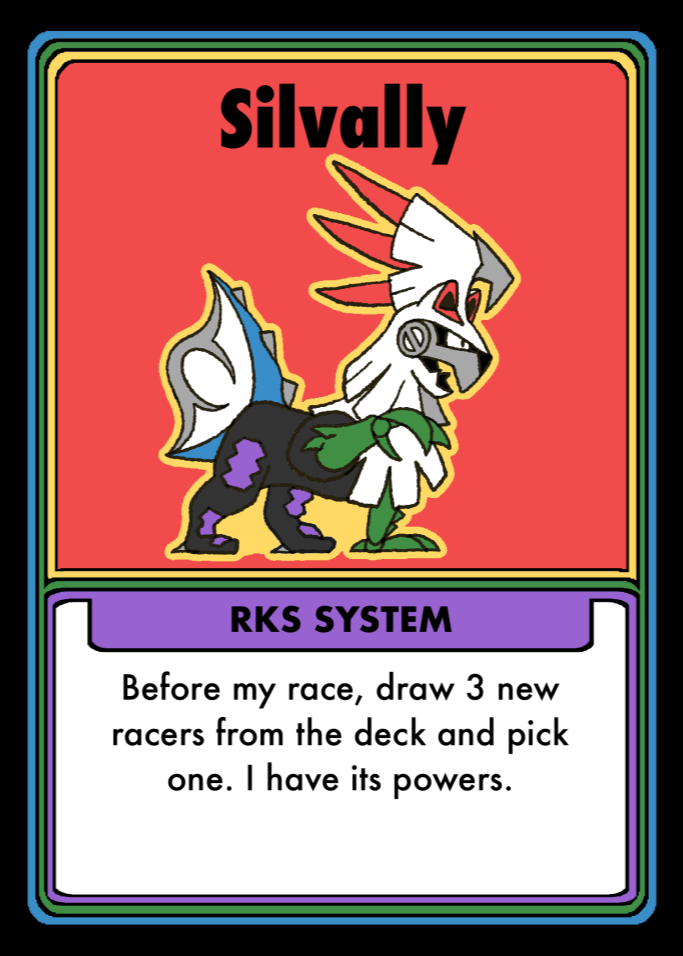 Silvally
RKS SYSTEM
Before my race, draw 3 new
racers from the deck and pick
one. I have its powers.